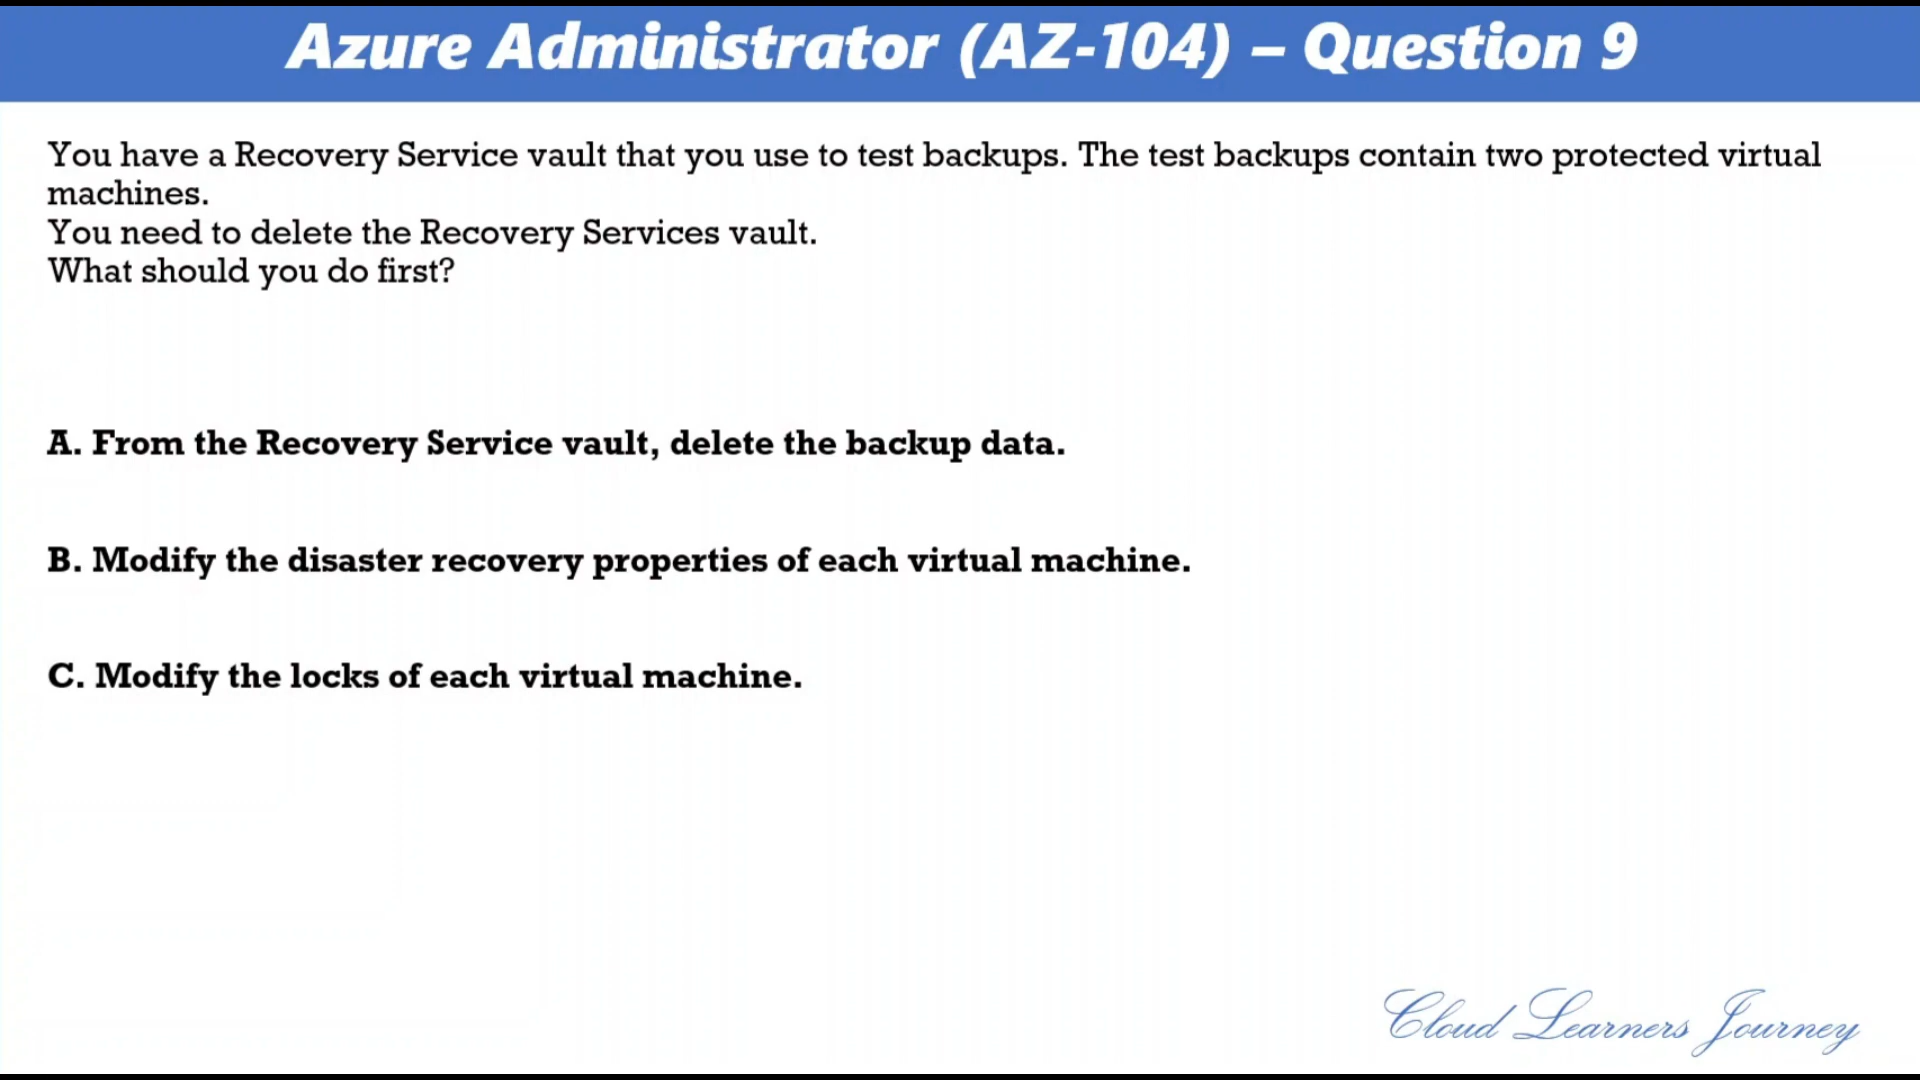 Azure Administrator (AZ-104) – Question 9
You have a Recovery Service vault that you use to test backups. The test backups contain two protected virtual
machines.
You need to delete the Recovery Services vault.
What should you do first?
A. From the Recovery Service vault, delete the backup data.
B. Modify the disaster recovery properties of each virtual machine.
C. Modify the locks of each virtual machine.
Cloud Learners Journey